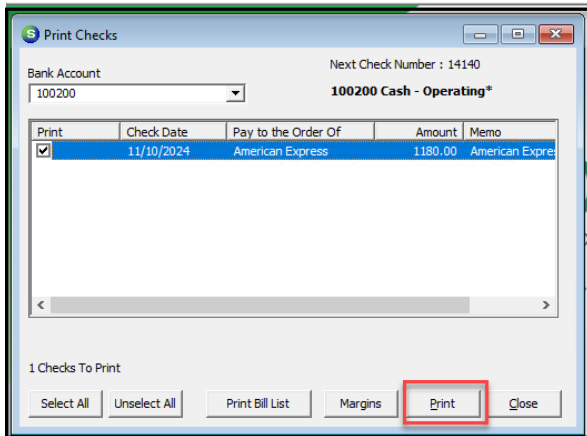 S Print Checks
Bank Account
Next Check Number : 14140
100200
100200 Cash - Operating*
Print Check Date Pay to the Order Of Amount Memo
11/10/2024 American Express 1180.00 American Expres
1 Checks To Print
Select All Unselect All Print Bill List Margins Print Close